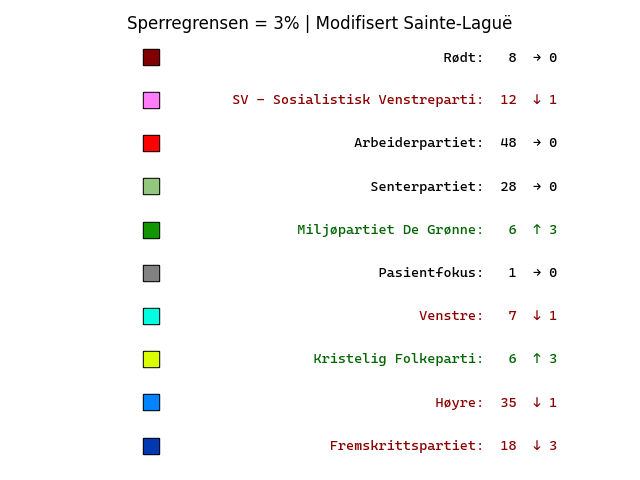 Sperregrensen = 3% | Modifisert Sainte-Laguë
Rødt: 8 → 0
SV – Sosialistisk Venstreparti: 12 ↓ 1
Arbeiderpartiet: 48 → 0
Senterpartiet: 28 → 0
Miljøpartiet De Grønne: 6 ↑ 3
Pasientfokus: 1 → 0
Venstre: 7 ↓ 1
Kristelig Folkeparti: 6 ↑ 3
Høyre: 35 ↓ 1
Fremskrittspartiet: 18 ↓ 3